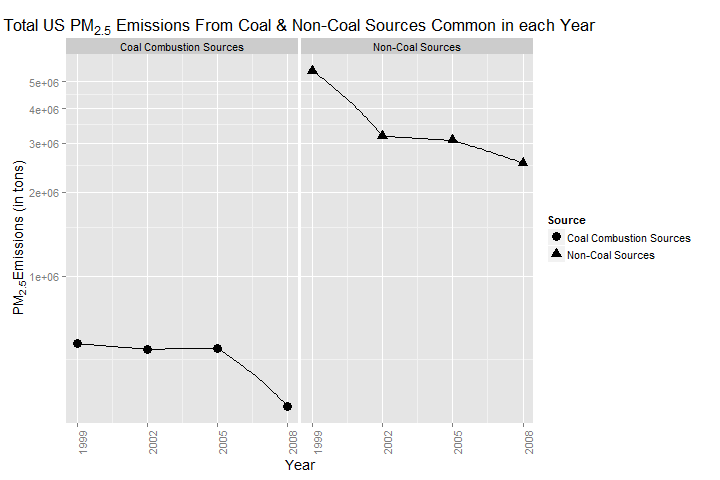 Total US PM2.5 Emissions From Coal & Non-Coal Sources Common in each Year
Coal Combustion Sources
Non-Coal Sources
5e+06
4e+06
3e+06
2e+06
1e+06
PM2.5Emissions (in tons)
1999
2002
2005
2008
1999
2002
2005
2008
Year
Source
Coal Combustion Sources
Non-Coal Sources